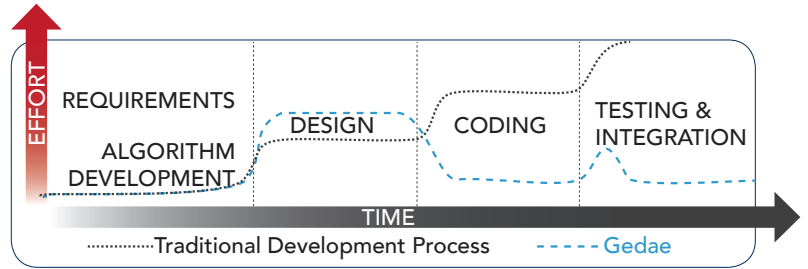 EFFORT
REQUIREMENTS
ALGORITHM
DEVELOPMENT
DESIGN
CODING
TESTING &
INTEGRATION
TIME
Traditional Development Process
Gedae